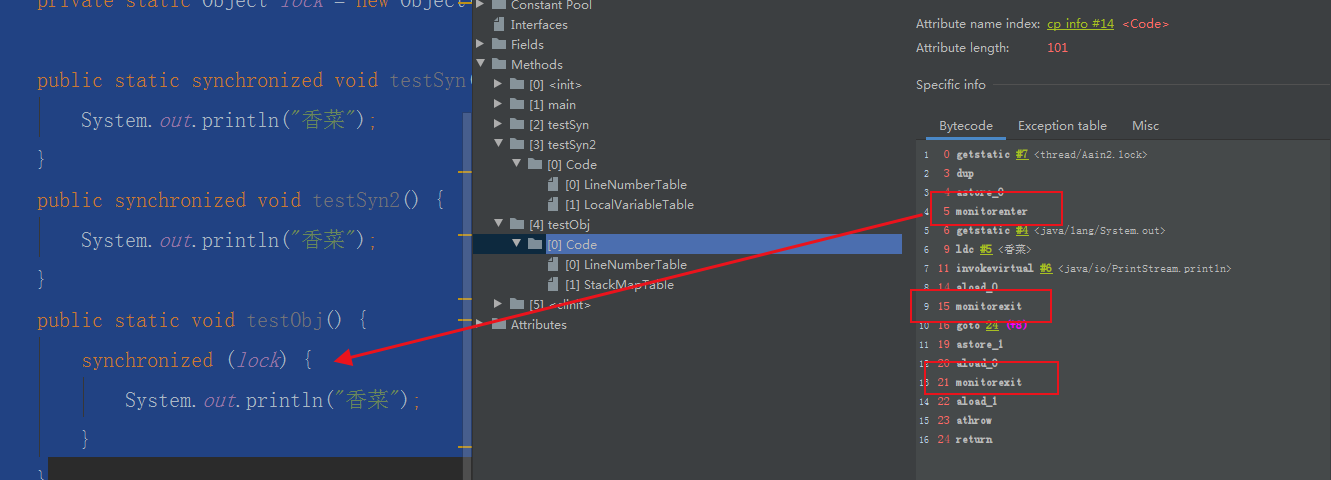 private static Object lock = new Object
public static synchronized void testSyn(
System.out.println("香菜");
}
public synchronized void testSyn2() {
System.out.println("香菜");
}
public static void testObj() {
synchronized (lock) {
System.out.println("香菜");
}
}
Constant Pool
Interfaces
Fields
Methods
[0] <init>
[1] main
[2] testSyn
[3] testSyn2
[0] Code
[0] LineNumberTable
[1] LocalVariableTable
[4] testObj
[0] Code
[0] LineNumberTable
[1] StackMapTable
[5] <clinit>
Attributes
Attribute name index: cp info #14 <Code>
Attribute length: 101
Specific info
Bytecode Exception table Misc
1 0 getstatic #7 <thread/Aain2.lock>
2 3 dup
3 4 astore_0
4 5 monitorenter
5 6 getstatic #4 <java/lang/System.out>
6 9 ldc #5 <香菜>
7 11 invokevirtual #6 <java/io/PrintStream.println>
8 14 aload_0
9 15 monitorexit
10 16 goto 24 (+8)
11 19 astore_1
12 20 aload_0
13 21 monitorexit
14 22 aload_1
15 23 athrow
16 24 return